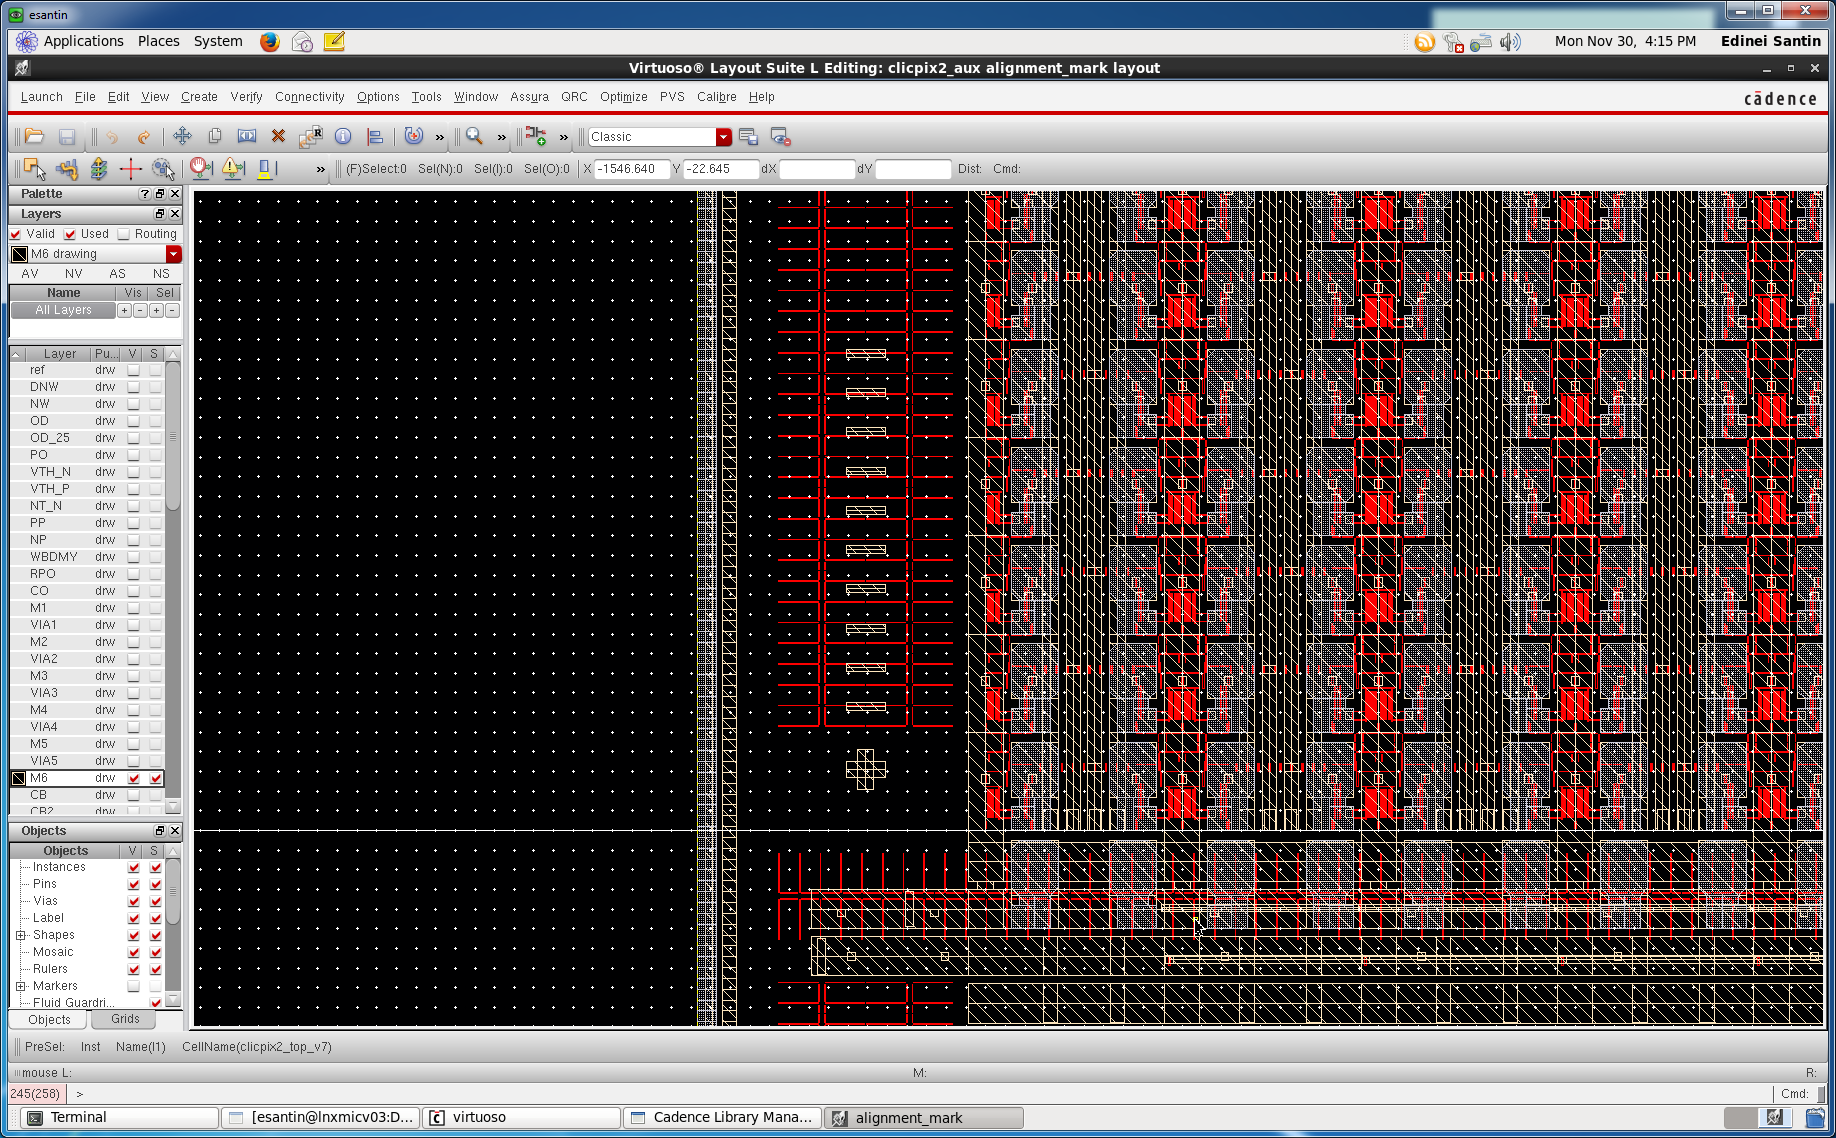 esantin
Applications Places System
Mon Nov 30, 4:15 PM Edinei Santin
Virtuoso® Layout Suite L Editing: clicpix2_aux alignment_mark layout
Launch File Edit View Create Verify Connectivity Options Tools Window Assura QRC Optimize PVS Calibre Help
cādence
R » » » Classic
» (F)Select:0 Sel(N):0 Sel(I):0 Sel(O):0 X -1546.640 Y -22.645 dX dY Dist: Cmd:
Palette ?
Layers
Valid Used Routing
M6 drawing
AV NV AS NS
Name Vis Sel
All Layers + - + -
Layer Pu... V S
ref drw
DNW drw
NW drw
OD drw
OD_25 drw
PO drw
VTH_N drw
VTH_P drw
NT_N drw
PP drw
NP drw
WBDMY drw
RPO drw
CO drw
M1 drw
VIA1 drw
M2 drw
VIA2 drw
M3 drw
VIA3 drw
M4 drw
VIA4 drw
M5 drw
VIA5 drw
M6 drw
CB drw
CB2 drw
Objects
Objects V S
Instances
Pins
Vias
Label
Shapes
Mosaic
Rulers
Markers
Fluid Guardri...
Objects Grids
PreSel: Inst Name(I1) CellName(clicpix2_top_v7)
mouse L: M: R:
245(258) > Cmd:
Terminal [esantin@lnxmicv03:D... virtuoso Cadence Library Mana... alignment_mark